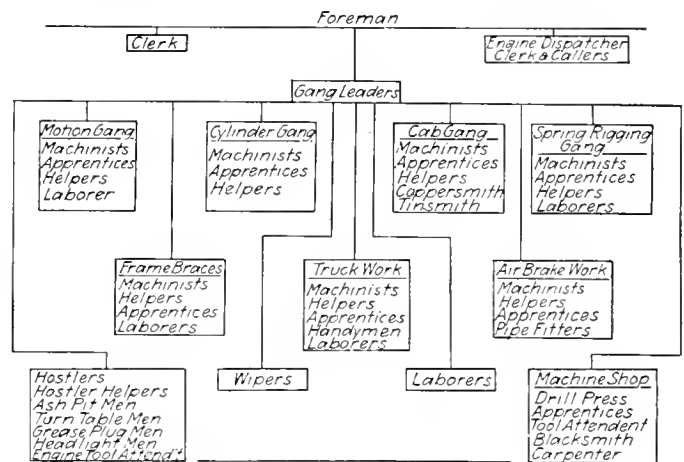 Foreman
Clerk
Engine Dispatcher
Clerk & Callers
Gang Leaders
Motion Gang
Machinists
Apprentices
Helpers
Laborer
Cylinder Gang
Machinists
Apprentices
Helpers
Cab Gang
Machinists
Apprentices
Helpers
Coppersmith
Tinsmith
Spring Rigging
Gang
Machinists
Apprentices
Helpers
Laborers
Frame Braces
Machinists
Helpers
Apprentices
Laborers
Truck Work
Machinists
Helpers
Apprentices
Handymen
Laborers
Air Brake Work
Machinists
Helpers
Apprentices
Pipe Fitters
Hostlers
Hostler Helpers
Ash Pit Men
Turn Table Men
Grease Plug Men
Headlight Men
Engine Tool Attend't
Wipers
Laborers
Machine Shop
Drill Press
Apprentices
Tool Attendent
Blacksmith
Carpenter